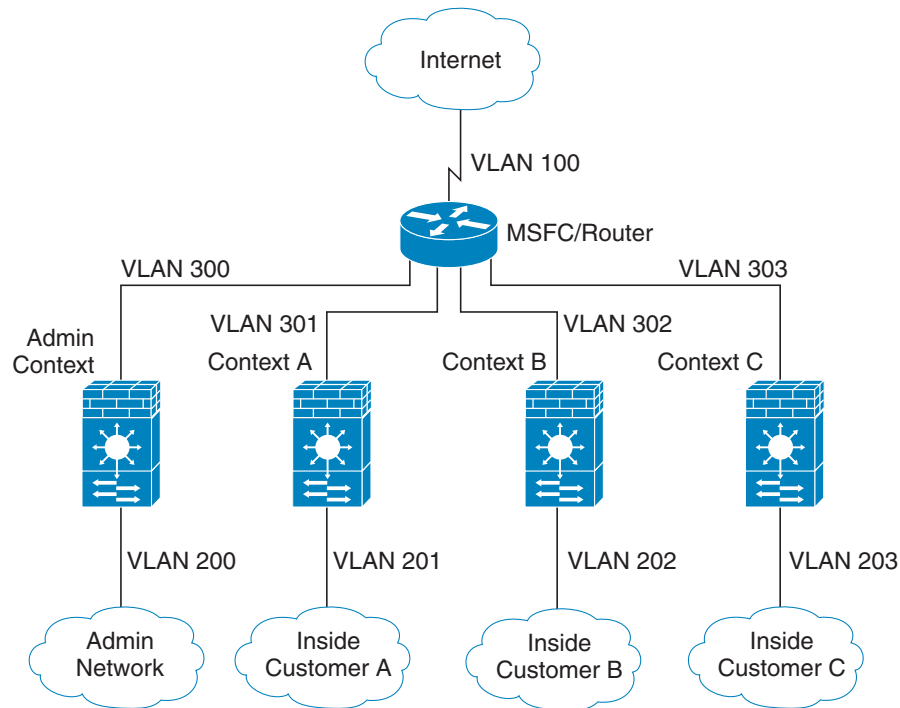 Internet
VLAN 100
MSFC/Router
VLAN 300
VLAN 303
VLAN 301
VLAN 302
Admin
Context
Context A
Context B
Context C
VLAN 200
VLAN 201
VLAN 202
VLAN 203
Admin
Network
Inside
Customer A
Inside
Customer B
Inside
Customer C